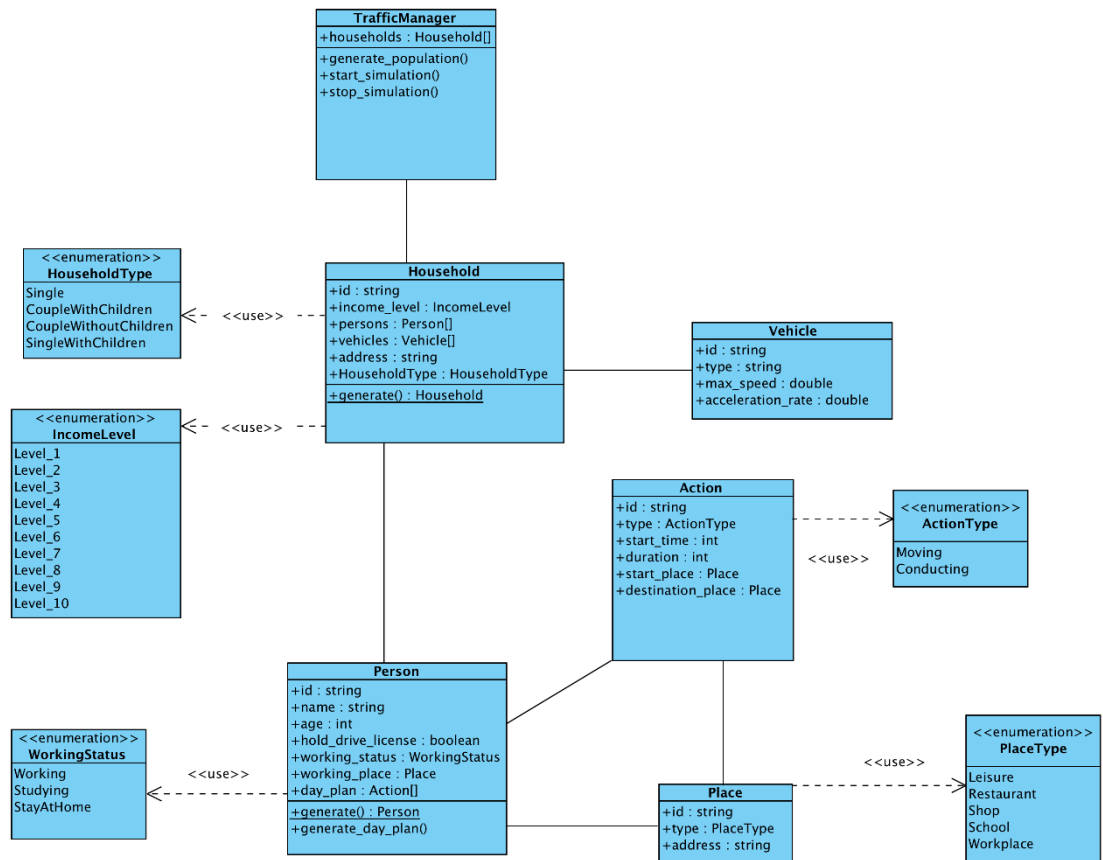 TrafficManager
+households : Household[]
+generate_population()
+start_simulation()
+stop_simulation()
<<enumeration>>
HouseholdType
Single
CoupleWithChildren
CoupleWithoutChildren
SingleWithChildren
<<use>>
Household
+id : string
+income_level : IncomeLevel
+persons : Person[]
+vehicles : Vehicle[]
+address : string
+HouseholdType : HouseholdType
+generate() : Household
Vehicle
+id : string
+type : string
+max_speed : double
+acceleration_rate : double
<<enumeration>>
IncomeLevel
Level_1
Level_2
Level_3
Level_4
Level_5
Level_6
Level_7
Level_8
Level_9
Level_10
<<use>>
Action
+id : string
+type : ActionType
+start_time : int
+duration : int
+start_place : Place
+destination_place : Place
<<use>>
<<enumeration>>
ActionType
Moving
Conducting
<<enumeration>>
WorkingStatus
Working
Studying
StayAtHome
<<use>>
Person
+id : string
+name : string
+age : int
+hold_drive_license : boolean
+working_status : WorkingStatus
+working_place : Place
+day_plan : Action[]
+generate() : Person
+generate_day_plan()
Place
+id : string
+type : PlaceType
+address : string
<<use>>
<<enumeration>>
PlaceType
Leisure
Restaurant
Shop
School
Workplace